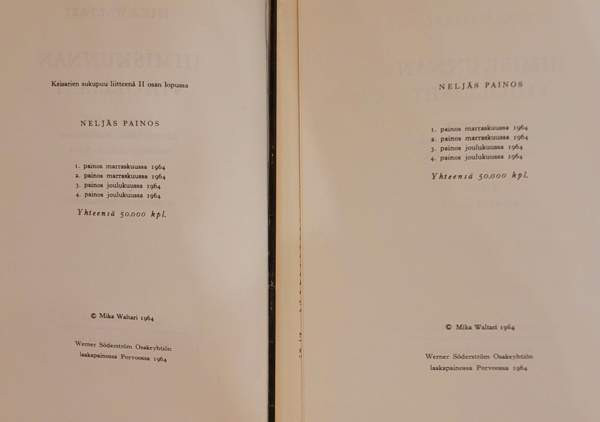 Keisarien sukupuu liitteenä II osan lopussa
NELJÄS PAINOS
1. painos marraskuussa 1964
2. painos marraskuussa 1964
3. painos joulukuussa 1964
4. painos joulukuussa 1964
Yhteensä 50.000 kpl.
© Mika Waltari 1964
Werner Söderström Osakeyhtiön
laakapainossa Porvoossa 1964
NELJÄS PAINOS
1. painos marraskuussa 1964
2. painos marraskuussa 1964
3. painos joulukuussa 1964
4. painos joulukuussa 1964
Yhteensä 50.000 kpl.
© Mika Waltari 1964
Werner Söderström Osakeyhtiön
laakapainossa Porvoossa 1964